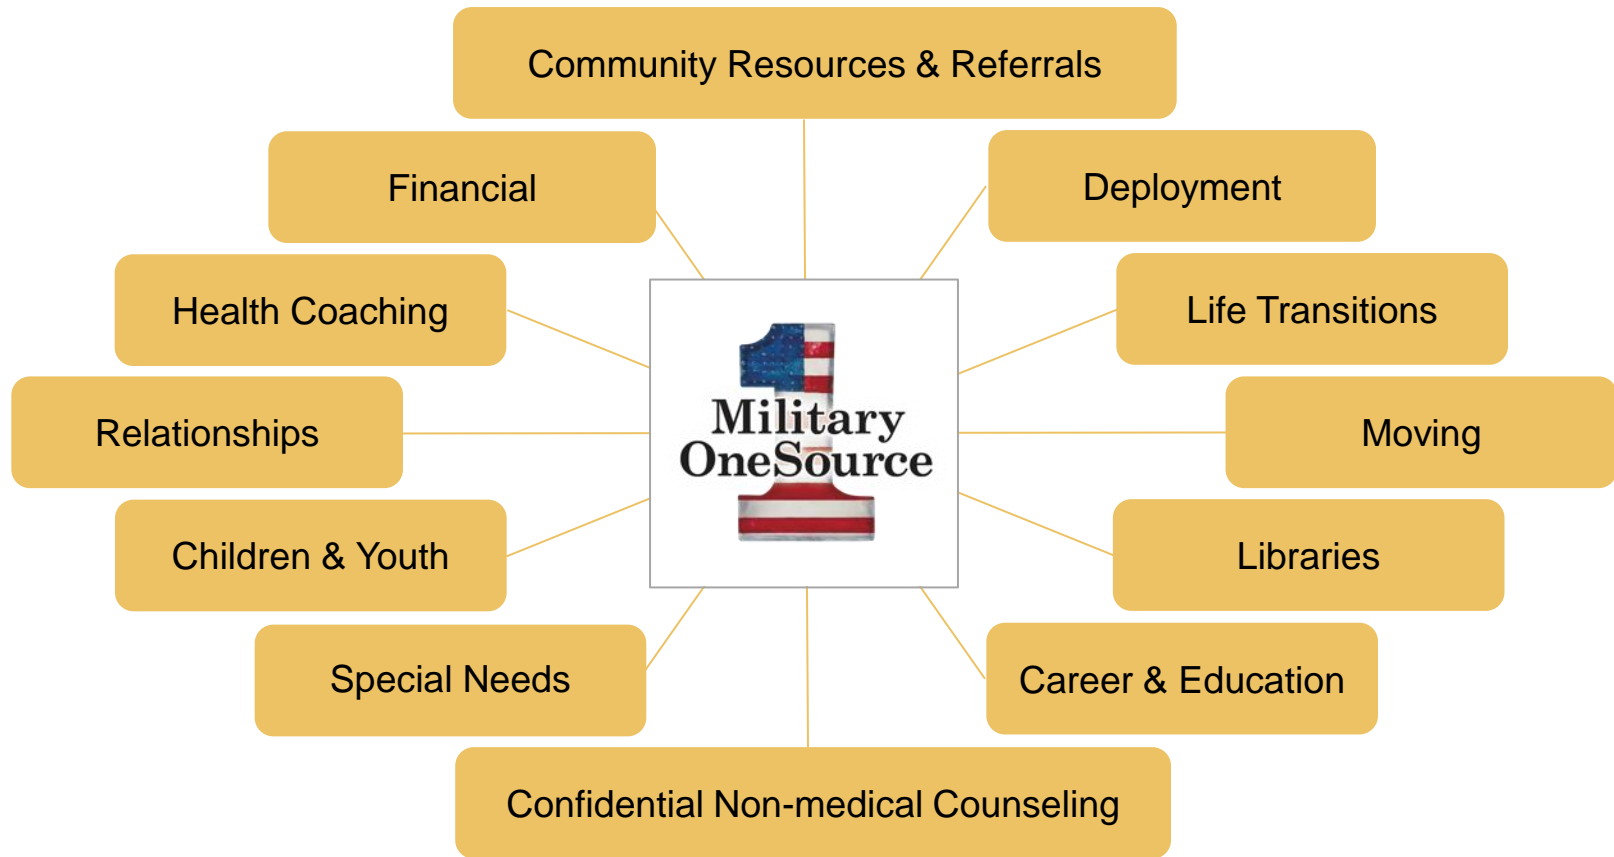 Community Resources & Referrals
Financial
Deployment
Health Coaching
Life Transitions
Military
OneSource
Relationships
Moving
Children & Youth
Libraries
Special Needs
Career & Education
Confidential Non-medical Counseling